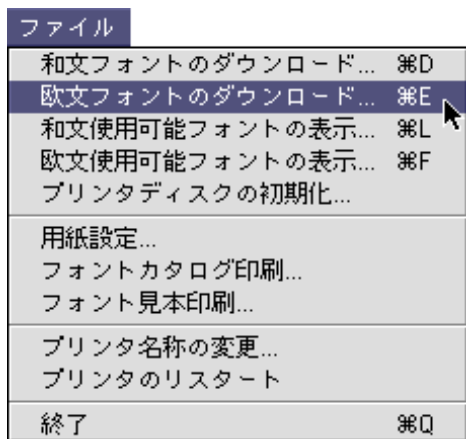 ファイル
和文フォントのダウンロード... ⌘D
欧文フォントのダウンロード... ⌘E
和文使用可能フォントの表示... ⌘L
欧文使用可能フォントの表示... ⌘F
プリンタディスクの初期化...
用紙設定...
フォントカタログ印刷...
フォント見本印刷...
プリンタ名称の変更...
プリンタのリスタート
終了 ⌘Q